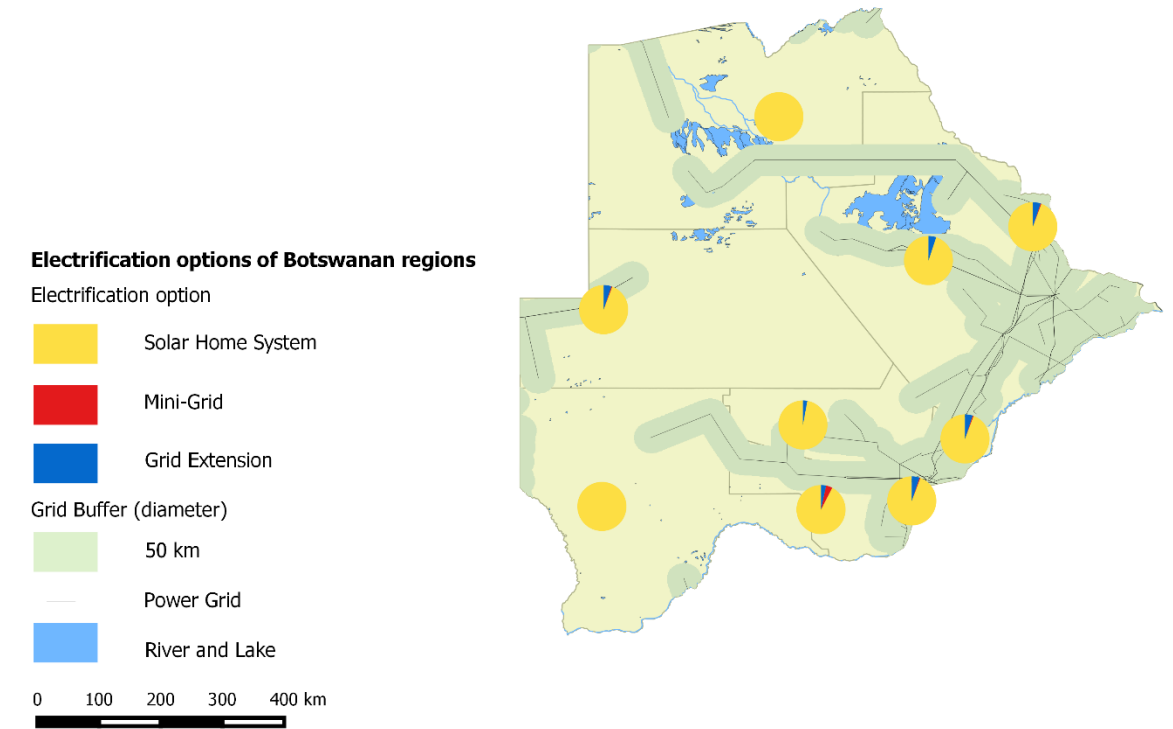 Electrification options of Botswanan regions
Electrification option
Solar Home System
Mini-Grid
Grid Extension
Grid Buffer (diameter)
50 km
Power Grid
River and Lake
0 100 200 300 400 km